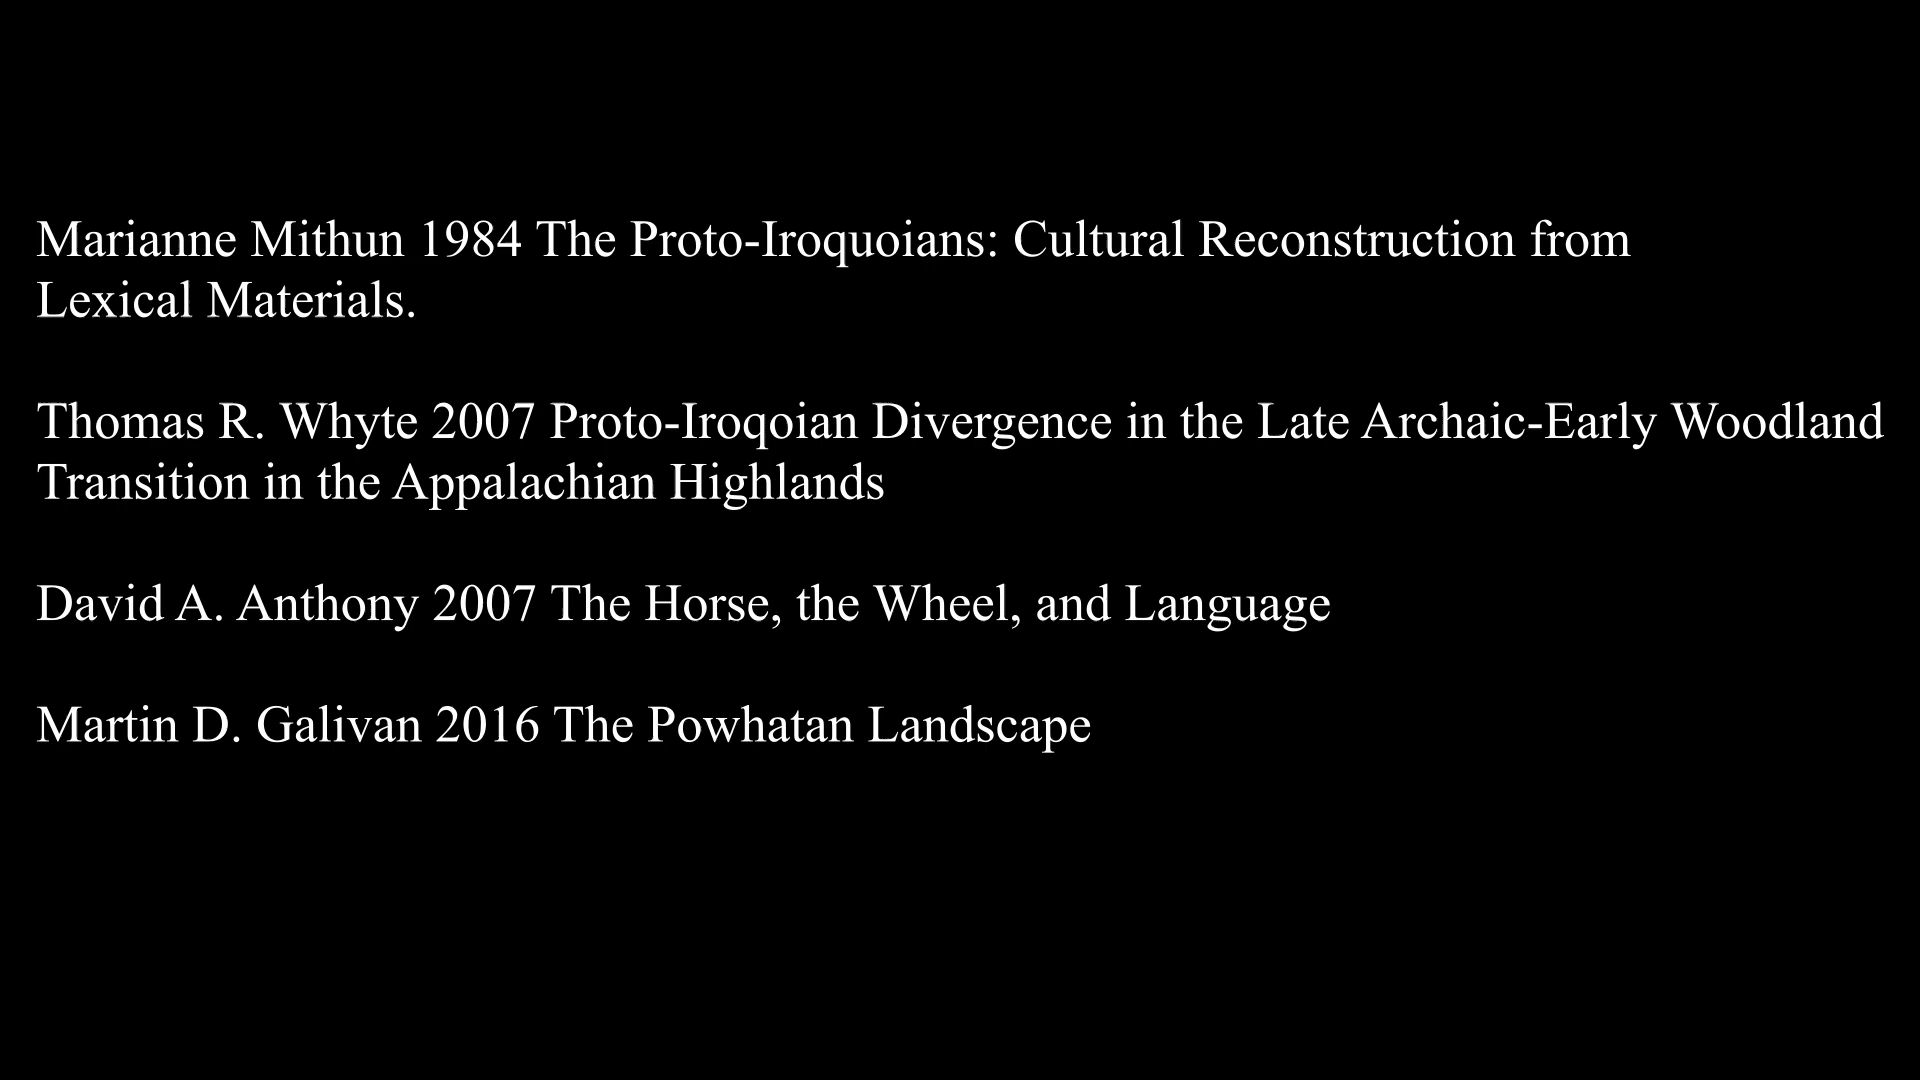 Marianne Mithun 1984 The Proto-Iroquoians: Cultural Reconstruction from
Lexical Materials.
Thomas R. Whyte 2007 Proto-Iroqoian Divergence in the Late Archaic-Early Woodland
Transition in the Appalachian Highlands
David A. Anthony 2007 The Horse, the Wheel, and Language
Martin D. Galivan 2016 The Powhatan Landscape